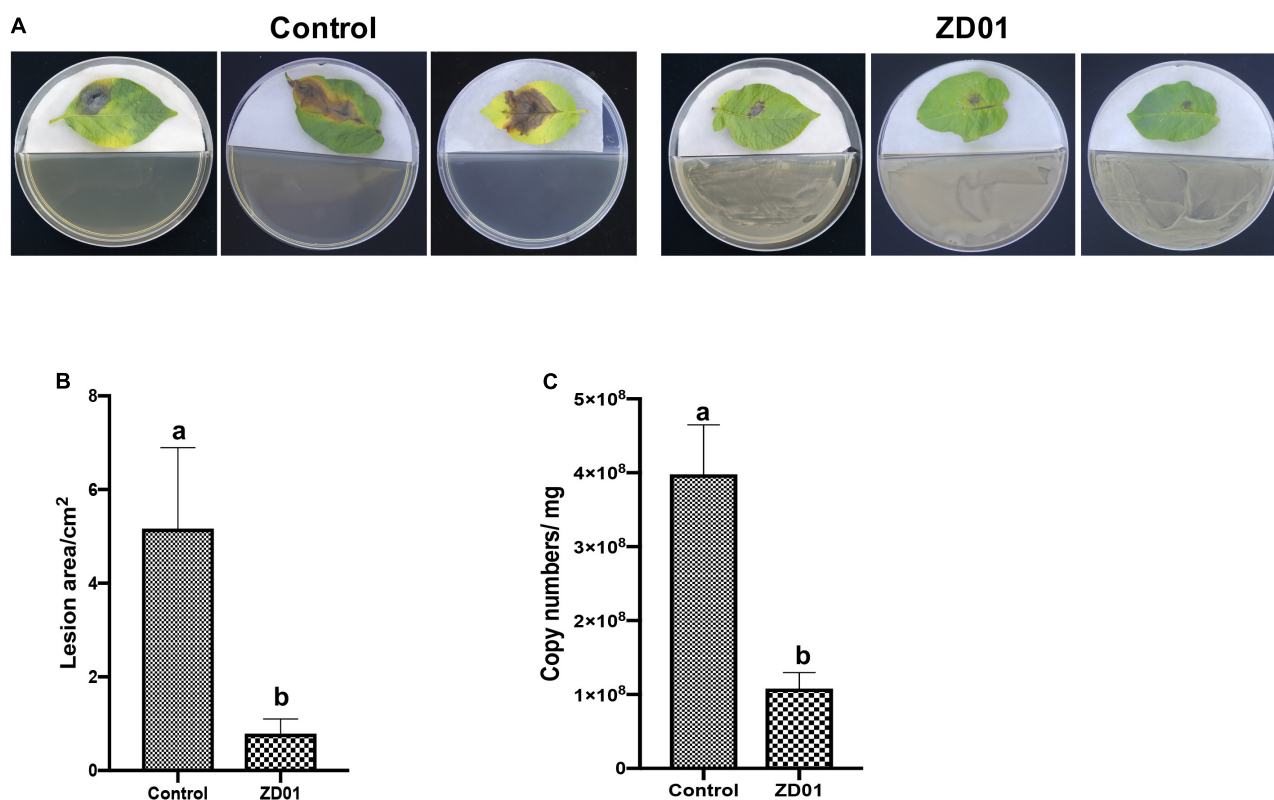 A
Control
ZD01
B
8
6
4
2
0
Lesion area/cm²
a
b
Control
ZD01
C
5×10⁸
4×10⁸
3×10⁸
2×10⁸
1×10⁸
0
Copy numbers/ mg
a
b
Control
ZD01